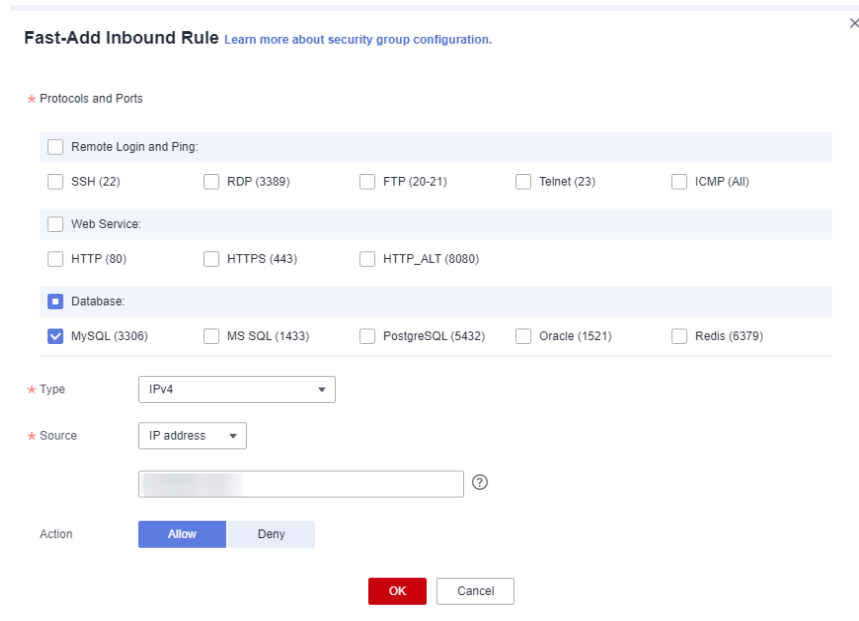 Fast-Add Inbound Rule Learn more about security group configuration.
* Protocols and Ports
Remote Login and Ping:
SSH (22) RDP (3389) FTP (20-21) Telnet (23) ICMP (All)
Web Service:
HTTP (80) HTTPS (443) HTTP_ALT (8080)
Database:
MySQL (3306) MS SQL (1433) PostgreSQL (5432) Oracle (1521) Redis (6379)
* Type IPv4
* Source IP address
?
Action Allow Deny
OK Cancel